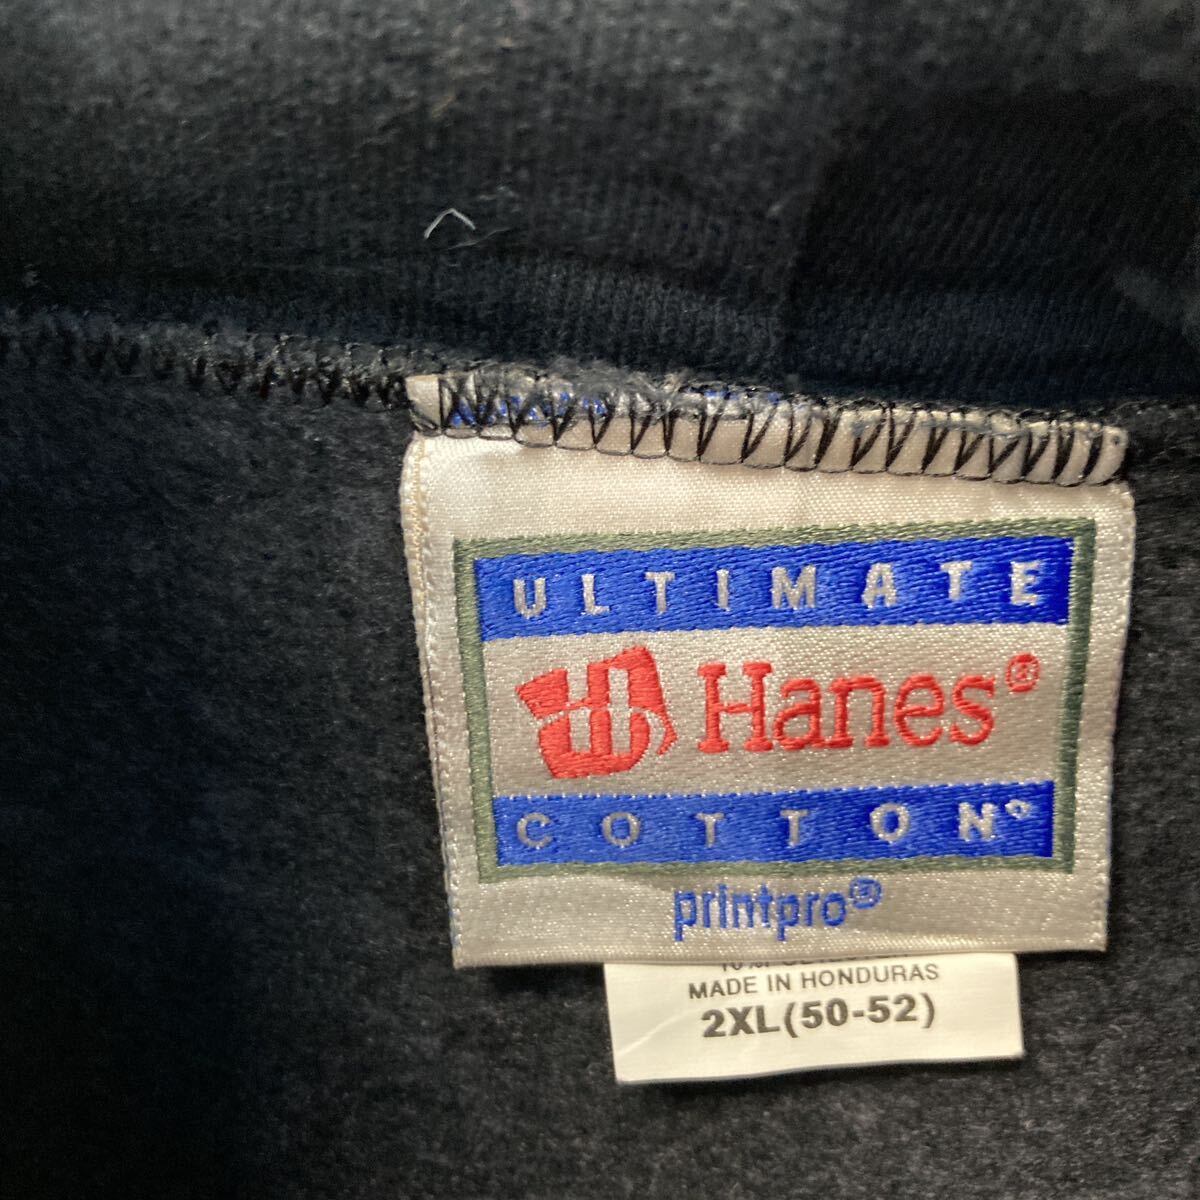 ULTIMATE
Hanes®
COTTON®
printpro®
MADE IN HONDURAS
2XL(50-52)